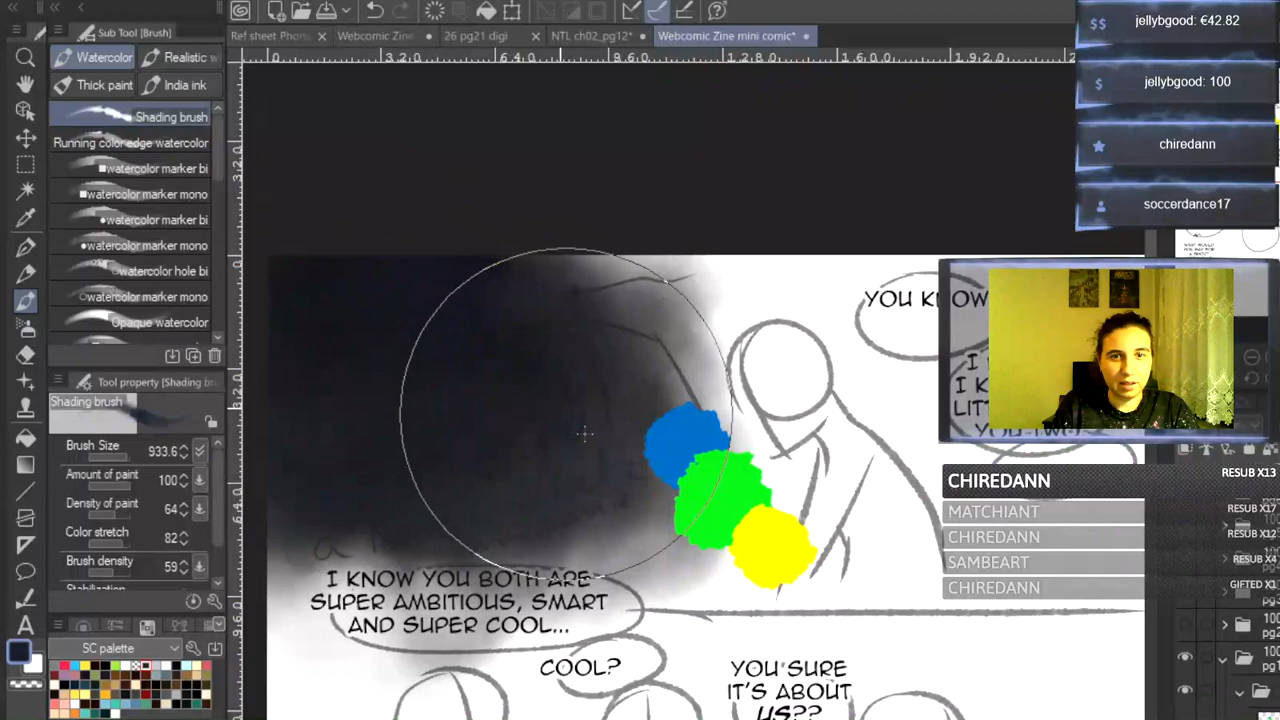 Sub Tool [Brush]
Watercolor
Realistic w
Thick paint
India ink
Shading brush
Running color edge watercolor
watercolor marker bi
watercolor marker mono
watercolor marker bi
watercolor marker mono
watercolor hole bi
watercolor marker mono
Opaque watercolor
Tool property [Shading bru
Shading brush
Brush Size 933.6
Amount of paint 100
Density of paint 64
Color stretch 82
Brush density 59
SC palette
Ref sheet Phon
Webcomic Zine
26 pg21 digi
NTL ch02_pg12*
Webcomic Zine mini comic*
YOU KNOW
I KNOW YOU BOTH ARE
SUPER AMBITIOUS, SMART
AND SUPER COOL...
COOL?
YOU SURE
IT'S ABOUT
US??
jellybgood: €42.82
jellybgood: 100
chiredann
soccerdance17
CHIREDANN RESUB X13
MATCHIANT RESUB X17
CHIREDANN RESUB X12
SAMBEART RESUB X4
CHIREDANN GIFTED X1